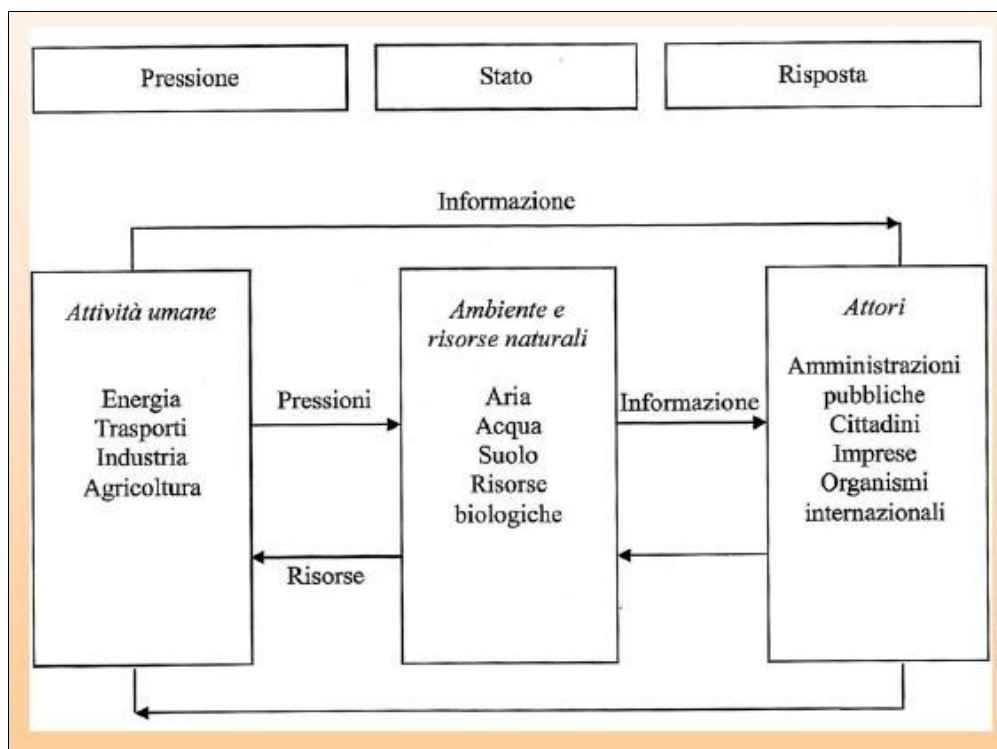 Pressione
Stato
Risposta
Informazione
Attività umane
Energia
Trasporti
Industria
Agricoltura
Pressioni
Risorse
Ambiente e
risorse naturali
Aria
Acqua
Suolo
Risorse
biologiche
Informazione
Attori
Amministrazioni
pubbliche
Cittadini
Imprese
Organismi
internazionali